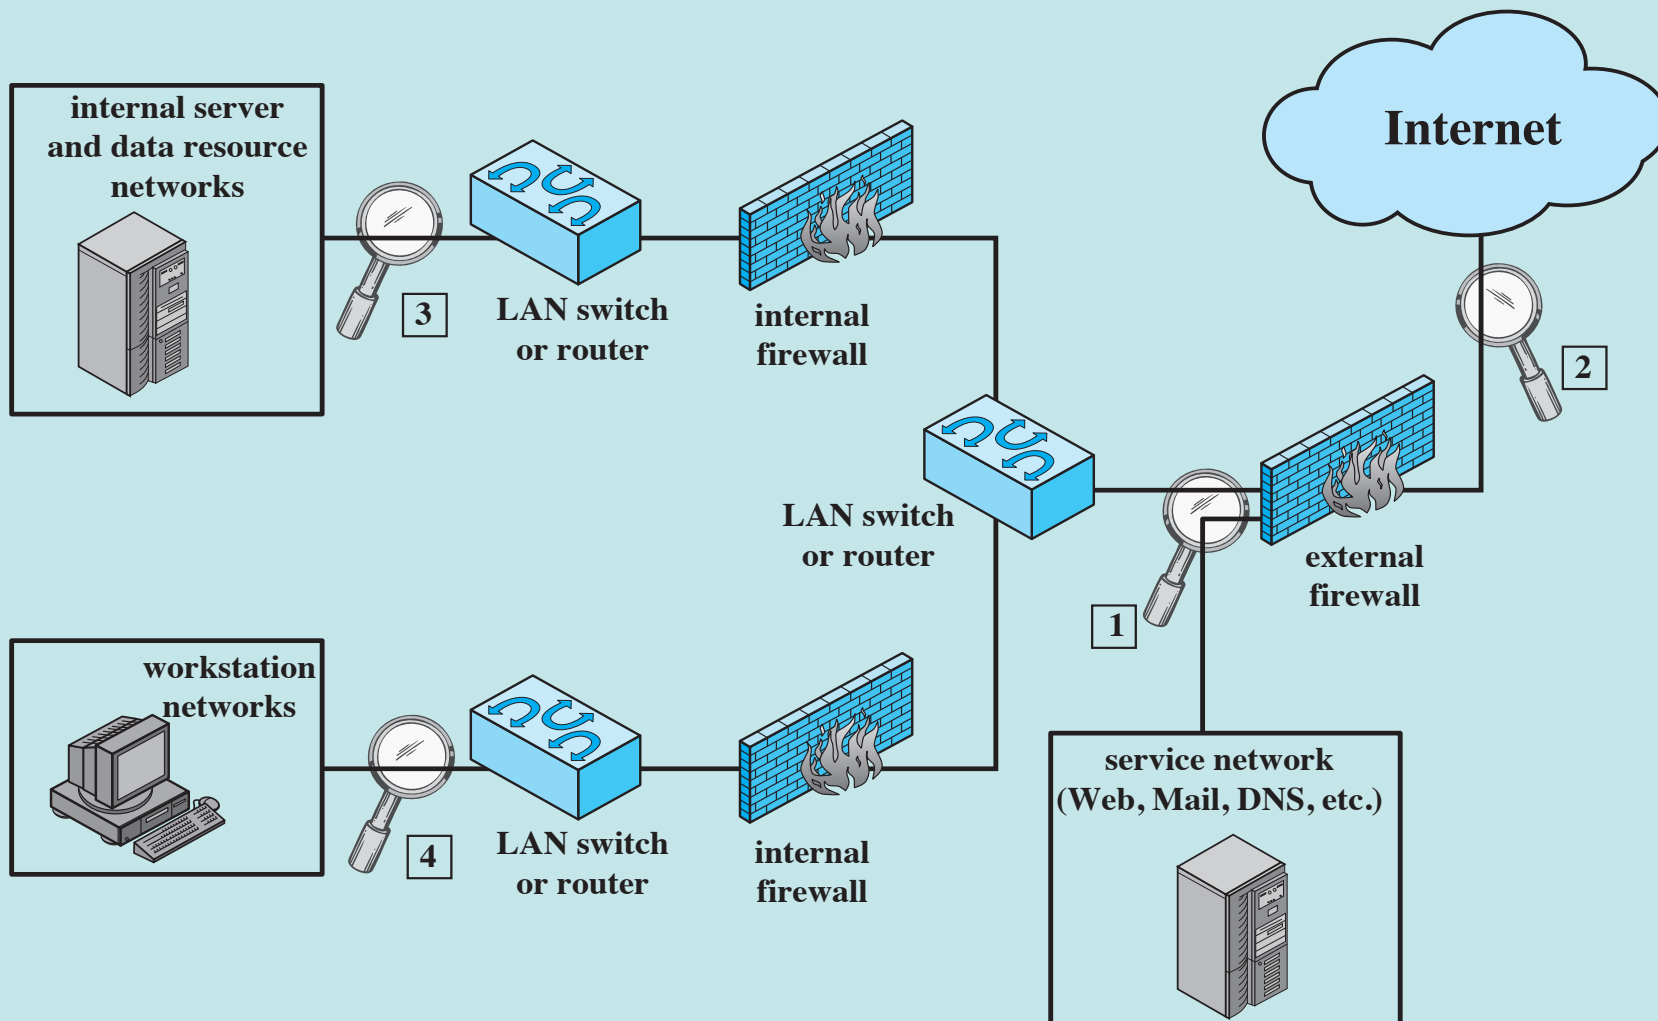 internal server
and data resource
networks
3
LAN switch
or router
internal
firewall
Internet
2
LAN switch
or router
1
external
firewall
workstation
networks
4
LAN switch
or router
internal
firewall
service network
(Web, Mail, DNS, etc.)